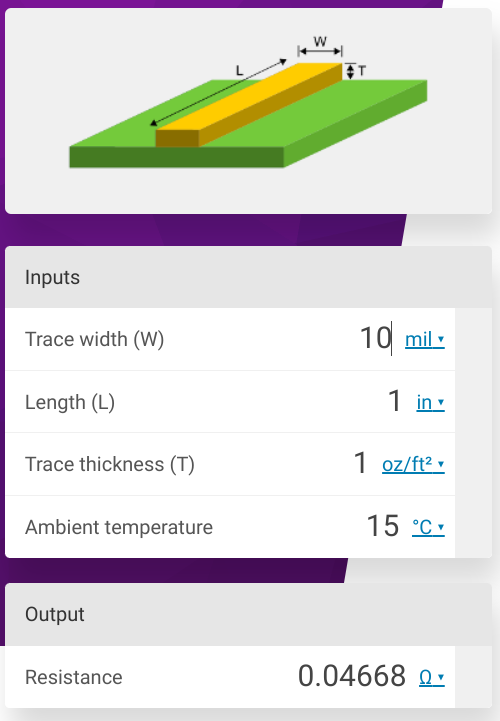 W
L
T
Inputs
Trace width (W) 10 mil ▾
Length (L) 1 in ▾
Trace thickness (T) 1 oz/ft² ▾
Ambient temperature 15 °C ▾
Output
Resistance 0.04668 Ω ▾